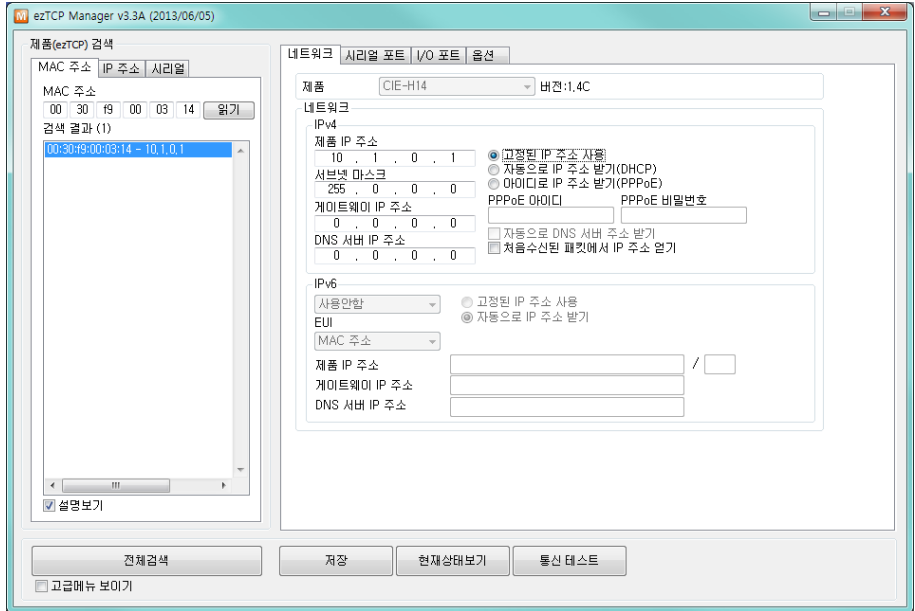 M ezTCP Manager v3.3A (2013/06/05)
제품(ezTCP) 검색
MAC 주소 IP 주소 시리얼
MAC 주소
00 30 f9 00 03 14 읽기
검색 결과 (1)
00:30:f9:00:03:14 - 10.1.0.1
설명보기
네트워크 시리얼 포트 I/O 포트 옵션
제품 CIE-H14 버전:1.4C
네트워크
IPv4
제품 IP 주소
10 . 1 . 0 . 1
서브넷 마스크
255 . 0 . 0 . 0
게이트웨이 IP 주소
0 . 0 . 0 . 0
DNS 서버 IP 주소
0 . 0 . 0 . 0
고정된 IP 주소 사용
자동으로 IP 주소 받기(DHCP)
아이디로 IP 주소 받기(PPPoE)
PPPoE 아이디 PPPoE 비밀번호
자동으로 DNS 서버 주소 받기
처음수신된 패킷에서 IP 주소 얻기
IPv6
사용안함
EUI
MAC 주소
고정된 IP 주소 사용
자동으로 IP 주소 받기
제품 IP 주소 /
게이트웨이 IP 주소
DNS 서버 IP 주소
전체검색 저장 현재상태보기 통신 테스트
고급메뉴 보이기